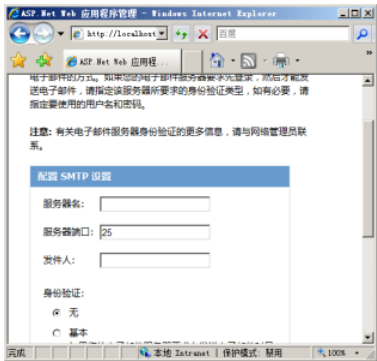 ASP.Net Web 应用程序管理 - Windows Internet Explorer
http://localhost
百度
ASP.Net Web 应用程...
电子邮件的方式。如果您的电子邮件服务器要求先登录，然后才能发
送电子邮件，请指定该服务器所要求的身份验证类型，如有必要，请
指定要使用的用户名和密码。
注意: 有关电子邮件服务器身份验证的更多信息，请与网络管理员联
系。
配置 SMTP 设置
服务器名:
服务器端口: 25
发件人:
身份验证:
无
基本
完成 本地 Intranet | 保护模式: 禁用 100%